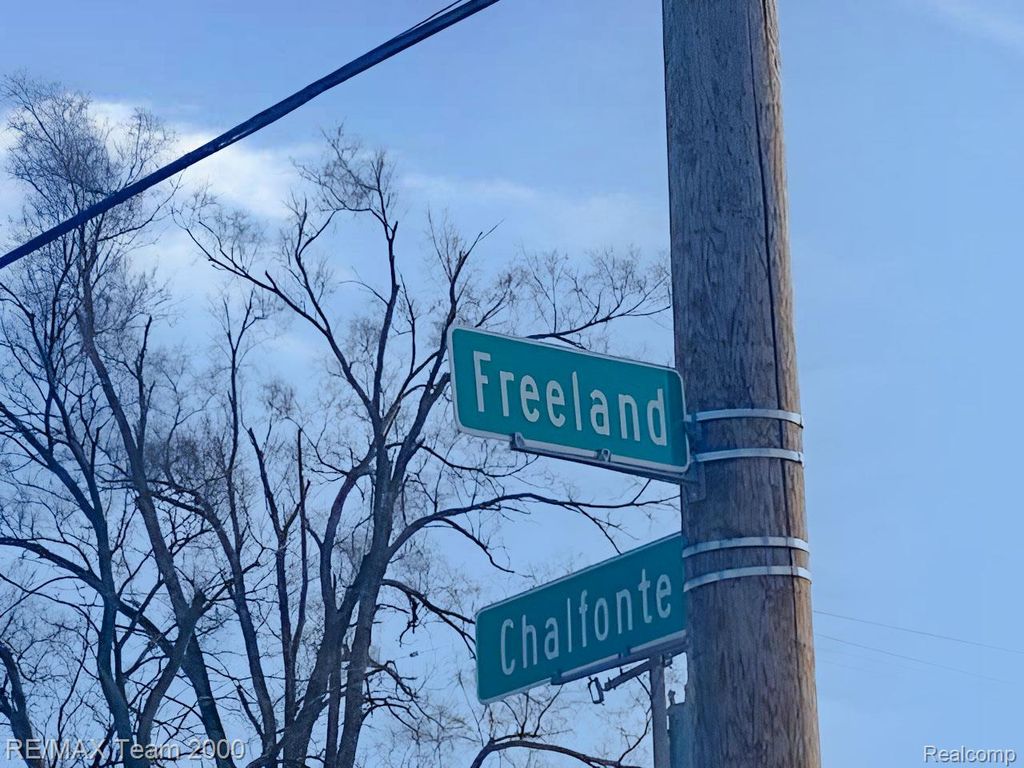 Freeland
Chalfonte
RE/MAX Team 2000
Realcomp